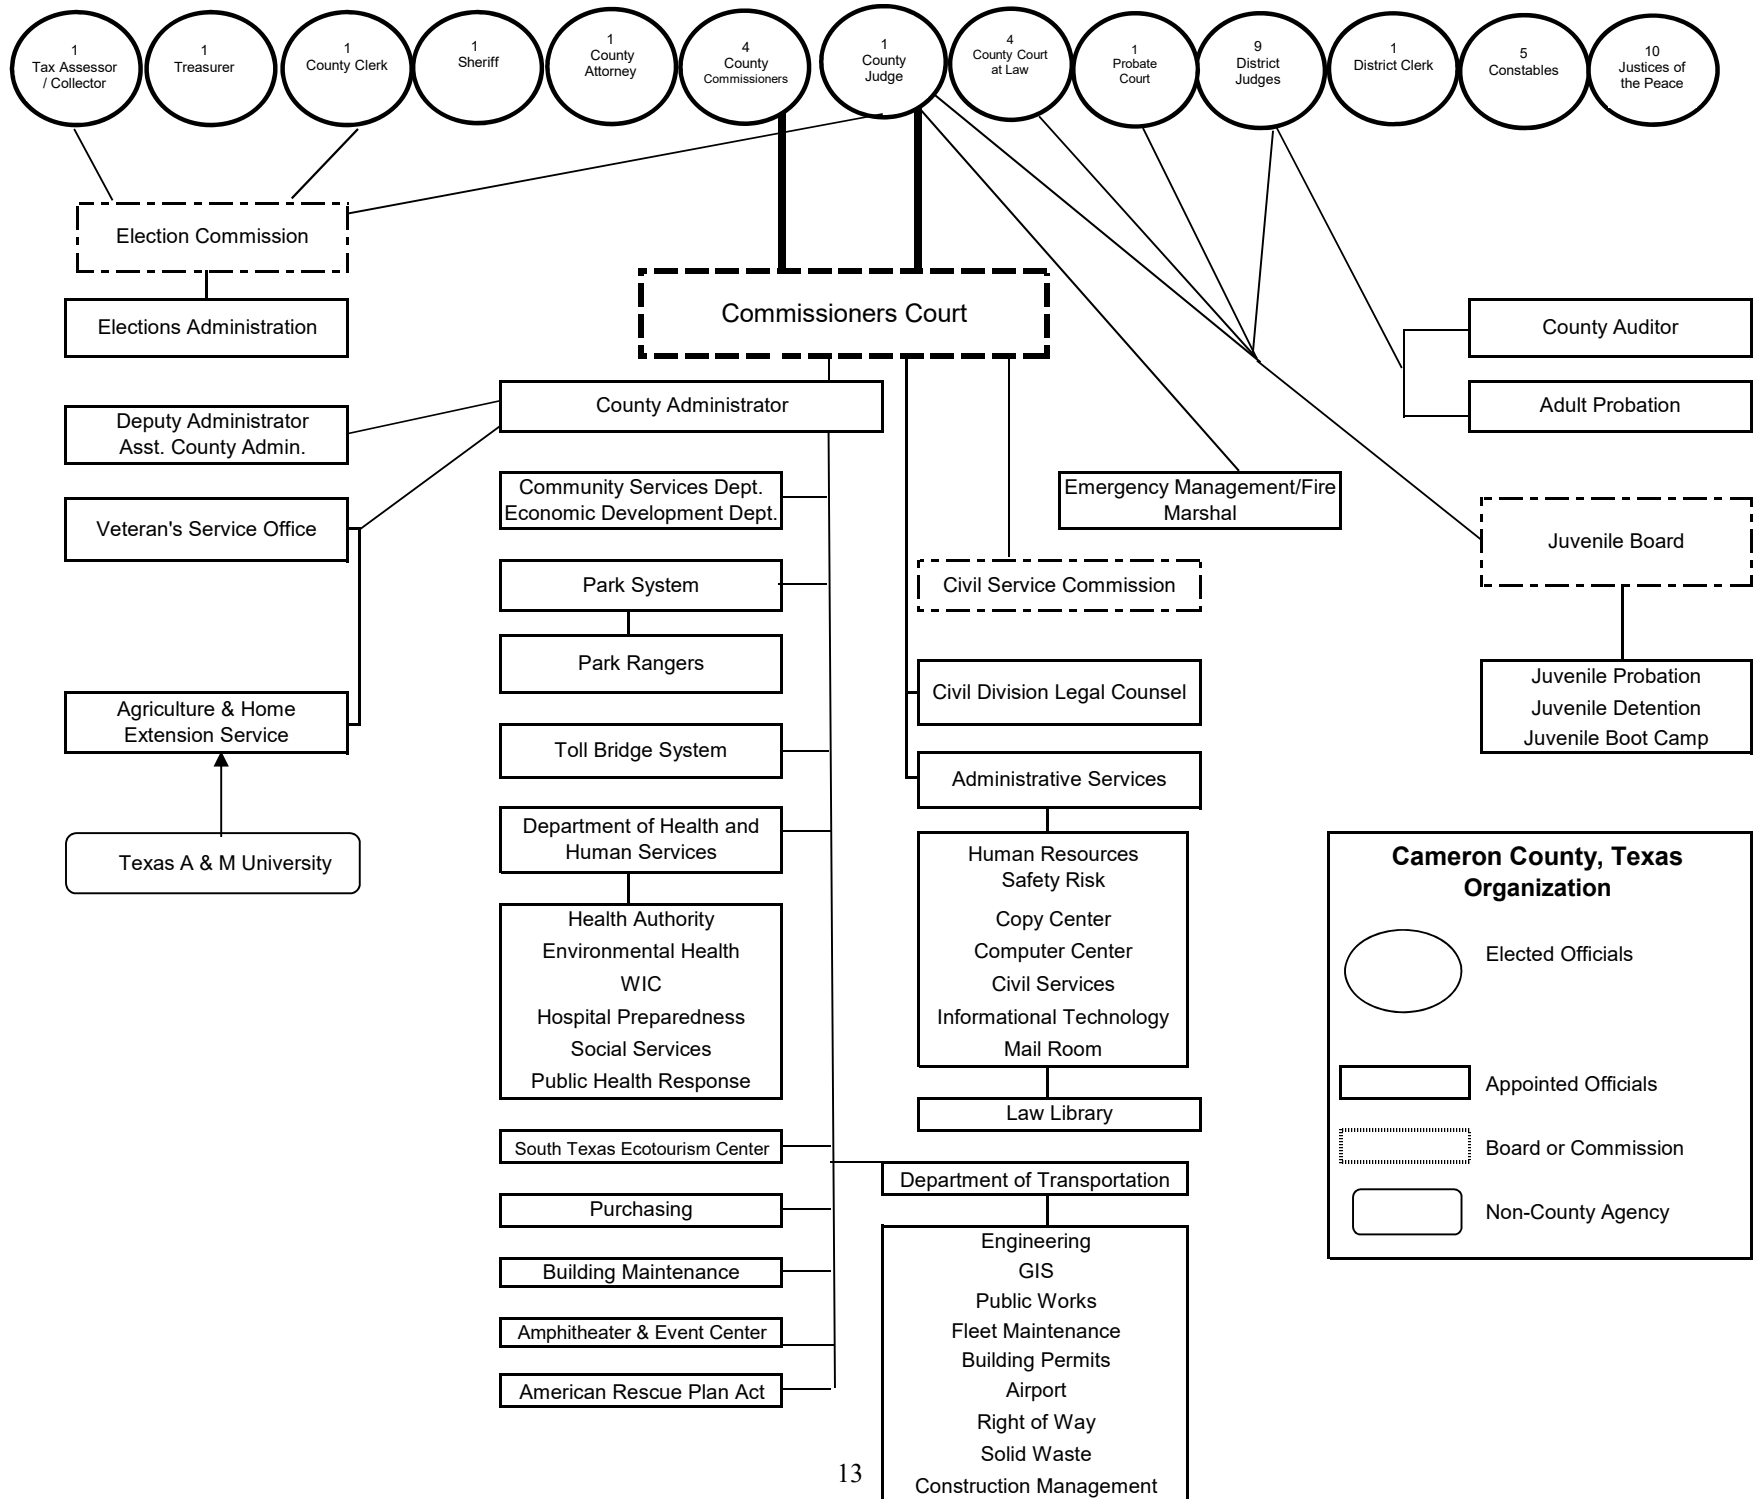 1
Tax Assessor
/ Collector
1
Treasurer
1
County Clerk
1
Sheriff
1
County
Attorney
4
County
Commissioners
1
County
Judge
4
County Court
at Law
1
Probate
Court
9
District
Judges
1
District Clerk
5
Constables
10
Justices of
the Peace
Election Commission
Elections Administration
Commissioners Court
County Auditor
Adult Probation
County Administrator
Deputy Administrator
Asst. County Admin.
Veteran's Service Office
Agriculture & Home
Extension Service
Texas A & M University
Community Services Dept.
Economic Development Dept.
Park System
Park Rangers
Toll Bridge System
Department of Health and
Human Services
Health Authority
Environmental Health
WIC
Hospital Preparedness
Social Services
Public Health Response
South Texas Ecotourism Center
Purchasing
Building Maintenance
Amphitheater & Event Center
American Rescue Plan Act
Emergency Management/Fire
Marshal
Civil Service Commission
Civil Division Legal Counsel
Administrative Services
Human Resources
Safety Risk
Copy Center
Computer Center
Civil Services
Informational Technology
Mail Room
Law Library
Department of Transportation
Engineering
GIS
Public Works
Fleet Maintenance
Building Permits
Airport
Right of Way
Solid Waste
Construction Management
Juvenile Board
Juvenile Probation
Juvenile Detention
Juvenile Boot Camp
Cameron County, Texas
Organization
Elected Officials
Appointed Officials
Board or Commission
Non-County Agency
13